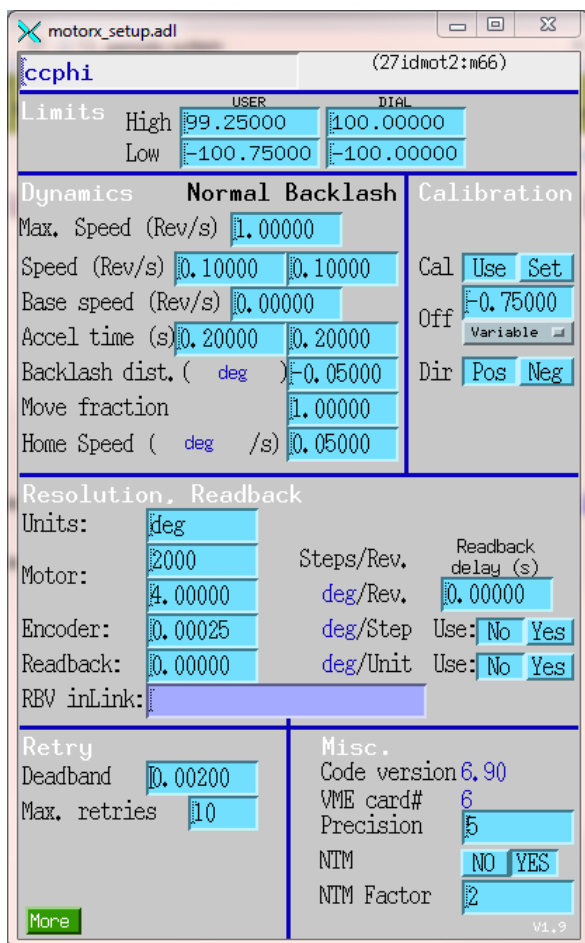 motorx_setup.adl
ccphi (27idmot2:m66)
Limits USER DIAL
High 99.25000 100.00000
Low -100.75000 -100.00000
Dynamics Normal Backlash
Max. Speed (Rev/s) 1.00000
Speed (Rev/s) 0.10000 0.10000
Base speed (Rev/s) 0.00000
Accel time (s) 0.20000 0.20000
Backlash dist. ( deg ) -0.05000
Move fraction 1.00000
Home Speed ( deg /s) 0.05000
Calibration
Cal Use Set
Off -0.75000
Variable
Dir Pos Neg
Resolution, Readback
Units: deg
Motor: 2000 Steps/Rev.
4.00000 deg/Rev.
Readback
delay (s)
0.00000
Encoder: 0.00025 deg/Step Use: No Yes
Readback: 0.00000 deg/Unit Use: No Yes
RBV inLink:
Retry
Deadband 0.00200
Max. retries 10
More
Misc.
Code version 6.90
VME card# 6
Precision 5
NTM NO YES
NTM Factor 2
V1.9